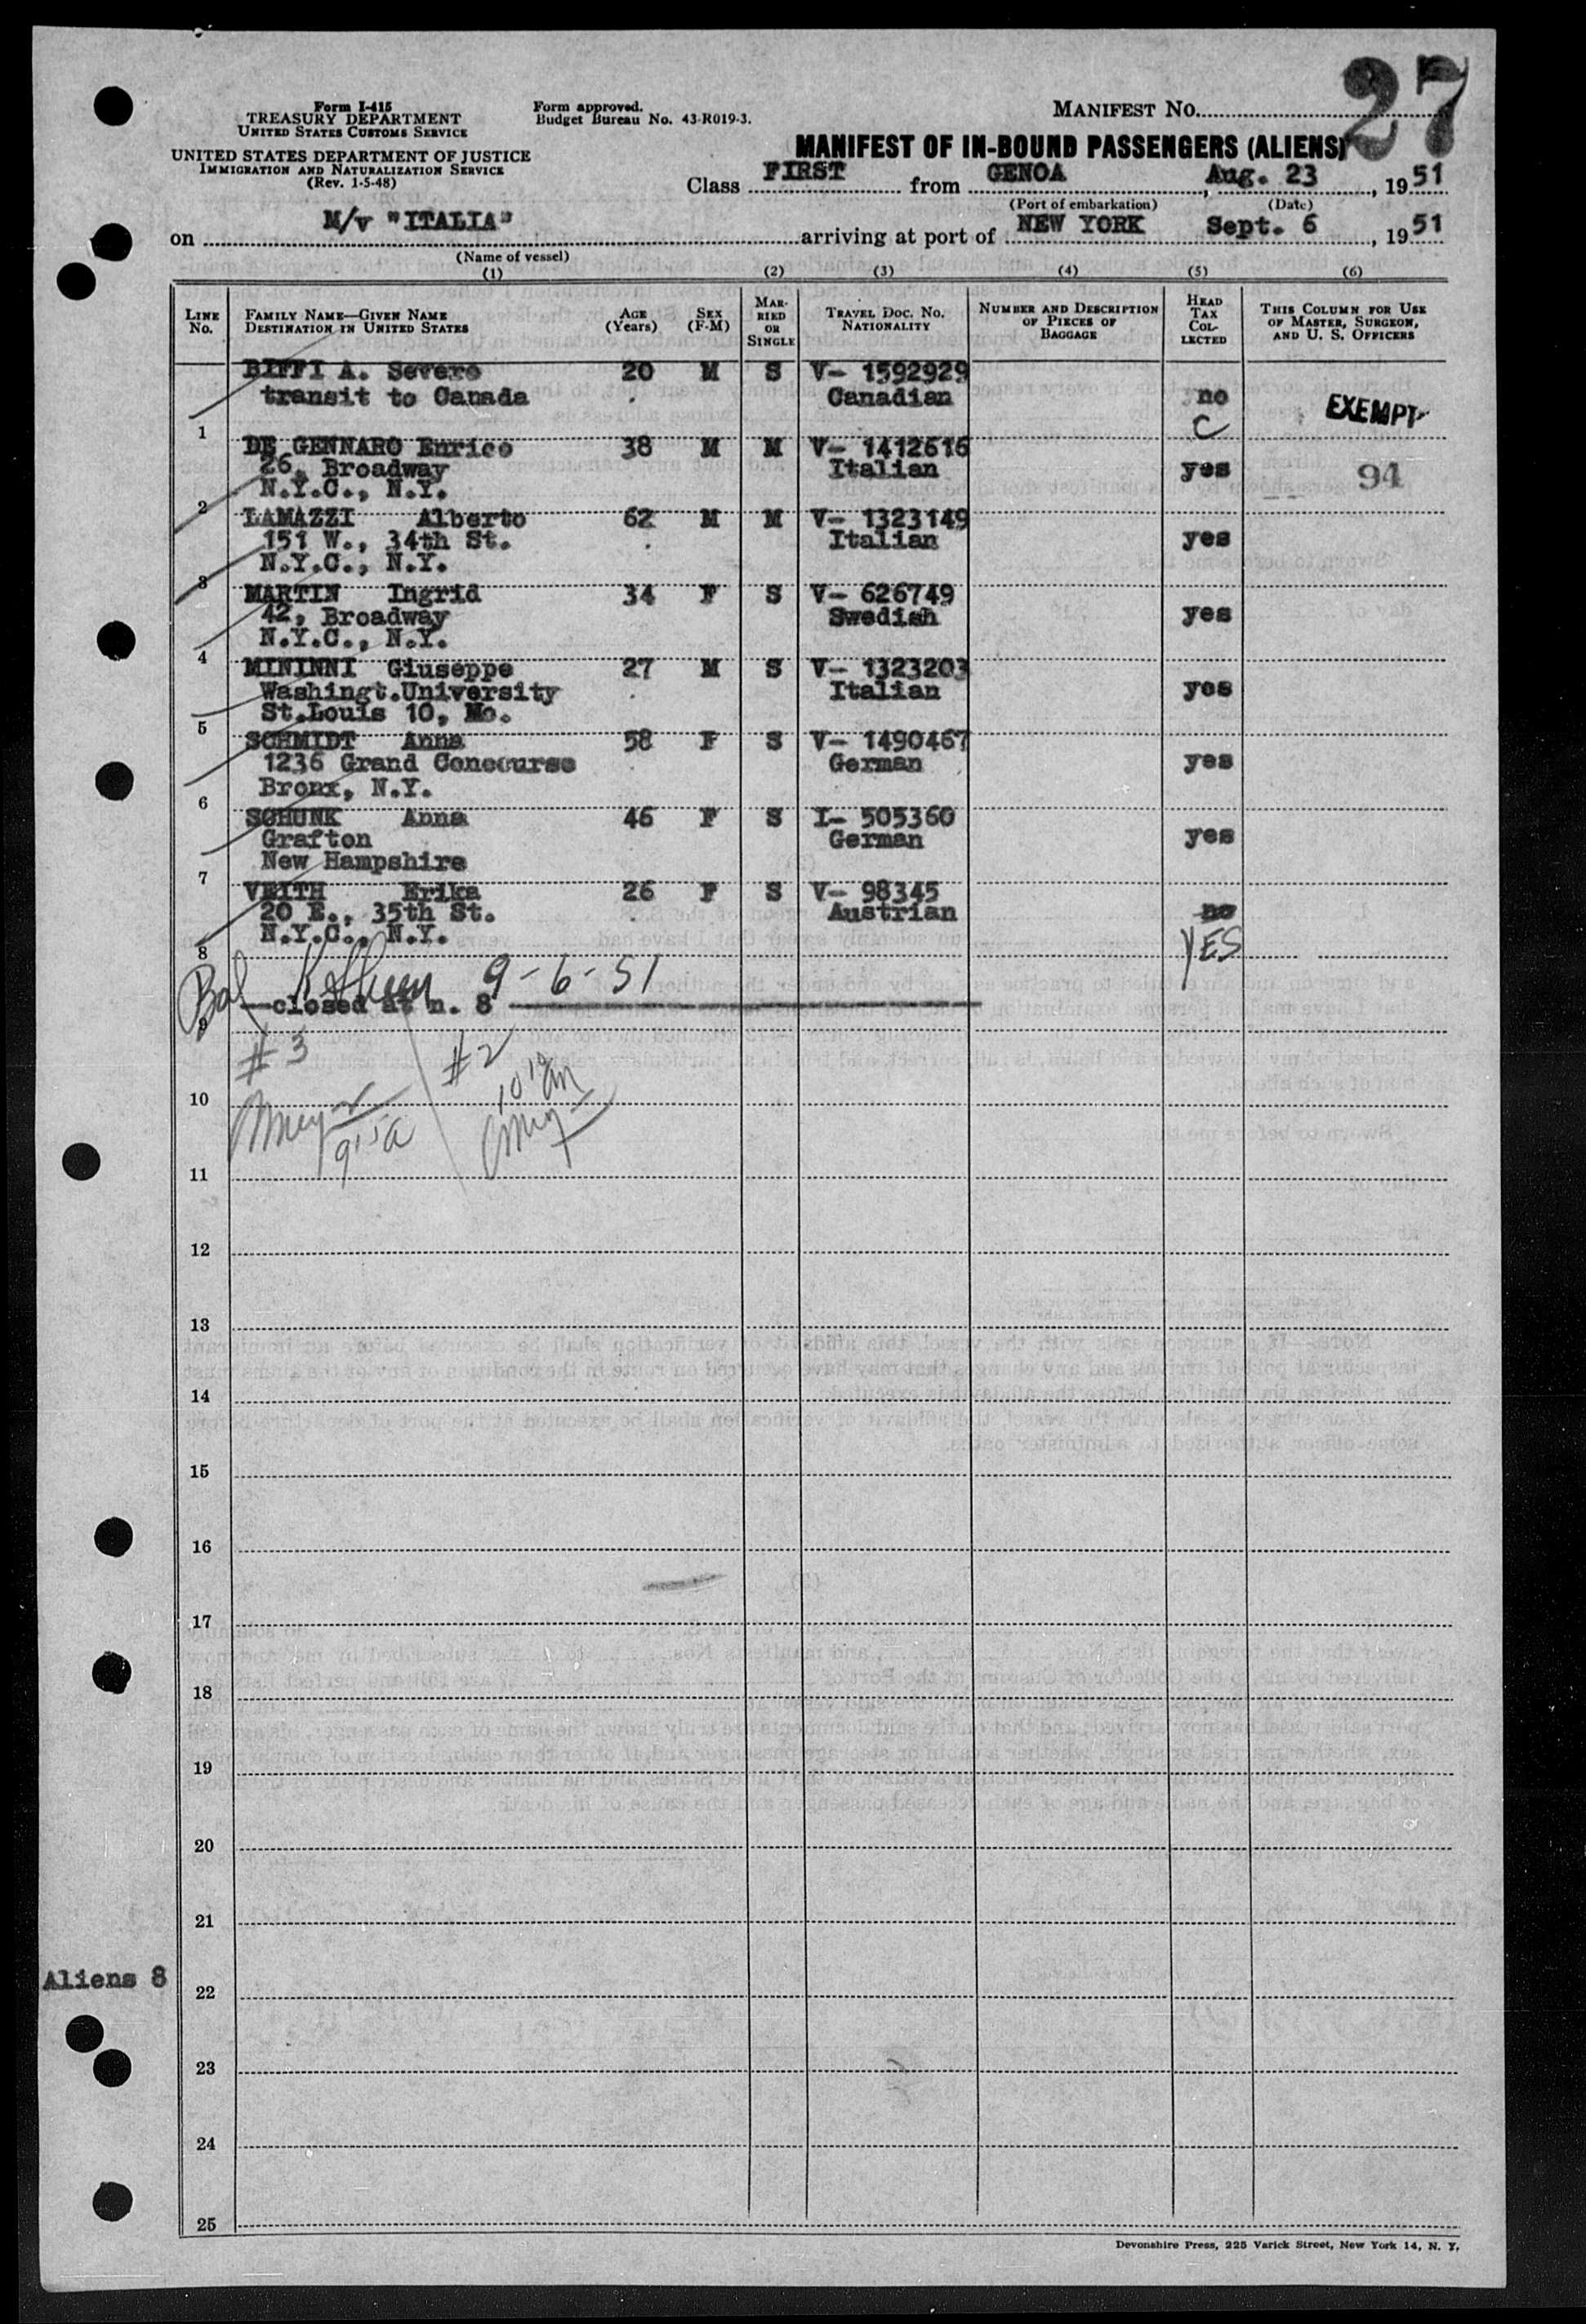 27
Form I-415
TREASURY DEPARTMENT
UNITED STATES CUSTOMS SERVICE
Form approved.
Budget Bureau No. 43-R019-3.
MANIFEST NO.
UNITED STATES DEPARTMENT OF JUSTICE
IMMIGRATION AND NATURALIZATION SERVICE
(Rev. 1-5-48)
MANIFEST OF IN-BOUND PASSENGERS (ALIENS)
Class FIRST from GENOA, Aug. 23, 1951
(Port of embarkation) (Date)
on M/v "ITALIA" arriving at port of NEW YORK Sept. 6, 1951
(Name of vessel)
(1) (2) (3) (4) (5) (6)
LINE No. FAMILY NAME—GIVEN NAME DESTINATION IN UNITED STATES AGE (Years) SEX (F-M) MARRIED OR SINGLE TRAVEL DOC. NO. NATIONALITY NUMBER AND DESCRIPTION OF PIECES OF BAGGAGE HEAD TAX COLLECTED THIS COLUMN FOR USE OF MASTER, SURGEON, AND U. S. OFFICERS
BIFFI A. Severo 20 M S V- 1592929
transit to Canada Canadian no EXEMPT
1 C
DE GENNARO Enrico 38 M M V- 1412616
26, Broadway Italian yes 94
N.Y.C., N.Y.
2
LAMAZZI Alberto 62 M M V- 1323149
151 W., 34th St. Italian yes
N.Y.C., N.Y.
3
MARTIN Ingrid 34 F S V- 626749
42, Broadway Swedish yes
N.Y.C., N.Y.
4
MININNI Giuseppe 27 M S V- 1323203
Washingt.University Italian yes
St.Louis 10, Mo.
5
SCHMIDT Anna 58 F S V- 1490467
1236 Grand Concourse German yes
Bronx, N.Y.
6
SCHUNK Anna 46 F S I- 505360
Grafton German yes
New Hampshire
7
VEITH Erika 26 F S V- 98345
20 E., 35th St. Austrian no
N.Y.C., N.Y. YES
8
9-6-51
closed at n. 8
9
#3 #2
10
11
12
13
14
15
16
17
18
19
20
21
Aliens 8
22
23
24
25
Devonshire Press, 225 Varick Street, New York 14, N. Y.